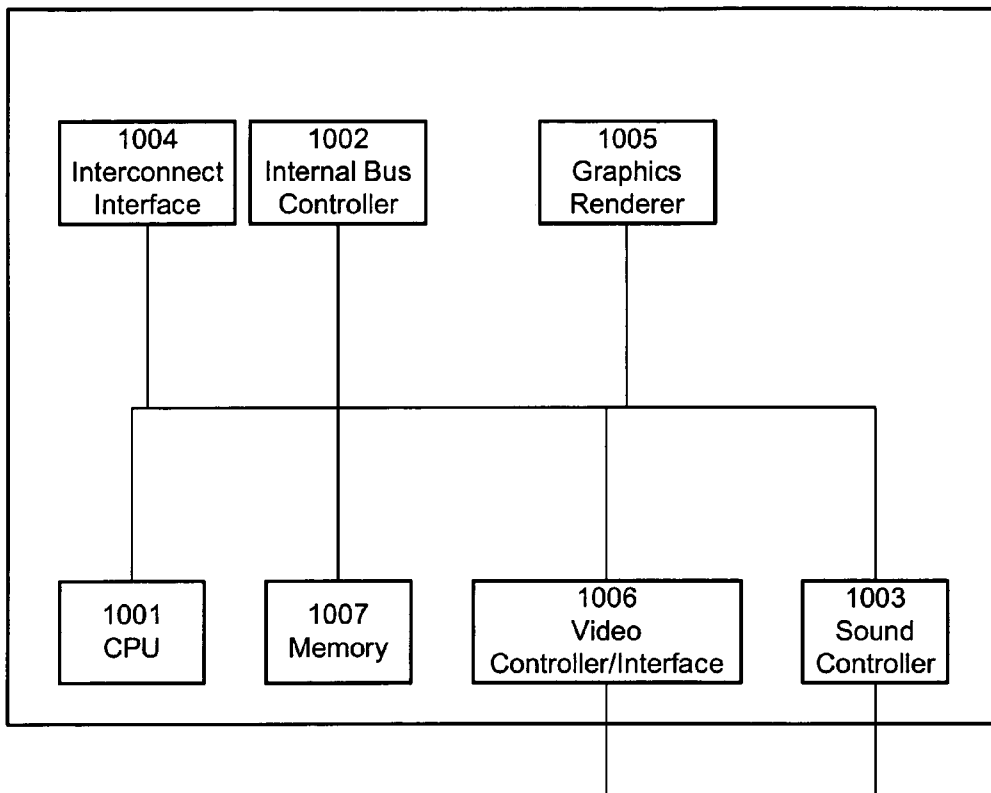 1004
Interconnect
Interface
1002
Internal Bus
Controller
1005
Graphics
Renderer
1001
CPU
1007
Memory
1006
Video
Controller/Interface
1003
Sound
Controller